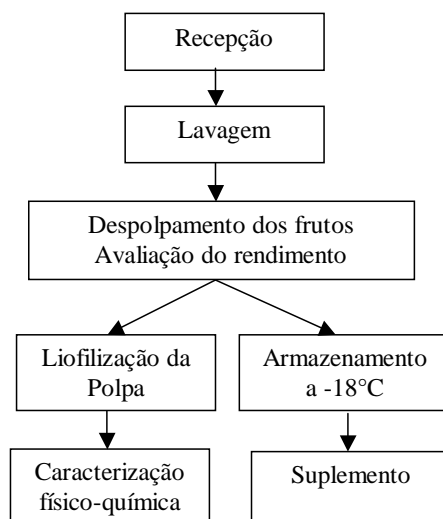 Recepção
Lavagem
Despolpamento dos frutos
Avaliação do rendimento
Liofilização da
Polpa
Armazenamento
a -18°C
Caracterização
físico-química
Suplemento